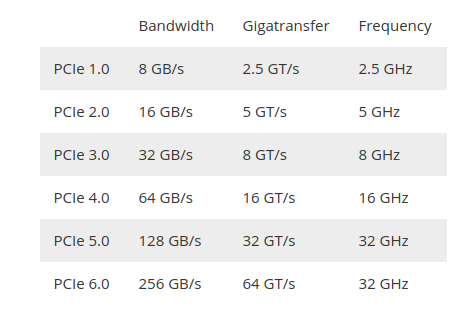 Bandwidth Gigatransfer Frequency
PCIe 1.0 8 GB/s 2.5 GT/s 2.5 GHz
PCIe 2.0 16 GB/s 5 GT/s 5 GHz
PCIe 3.0 32 GB/s 8 GT/s 8 GHz
PCIe 4.0 64 GB/s 16 GT/s 16 GHz
PCIe 5.0 128 GB/s 32 GT/s 32 GHz
PCIe 6.0 256 GB/s 64 GT/s 32 GHz